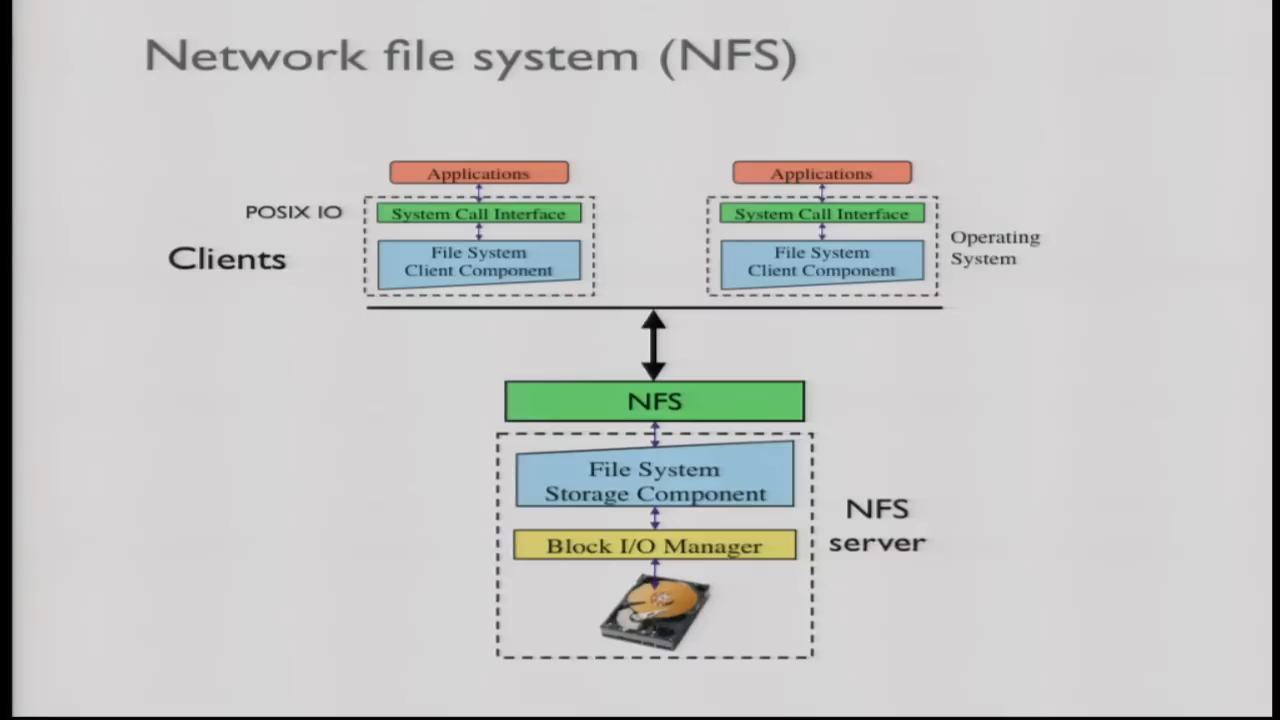 Network file system (NFS)
Applications
Applications
POSIX IO
System Call Interface
System Call Interface
Clients
File System
Client Component
File System
Client Component
Operating
System
NFS
File System
Storage Component
Block I/O Manager
NFS
server